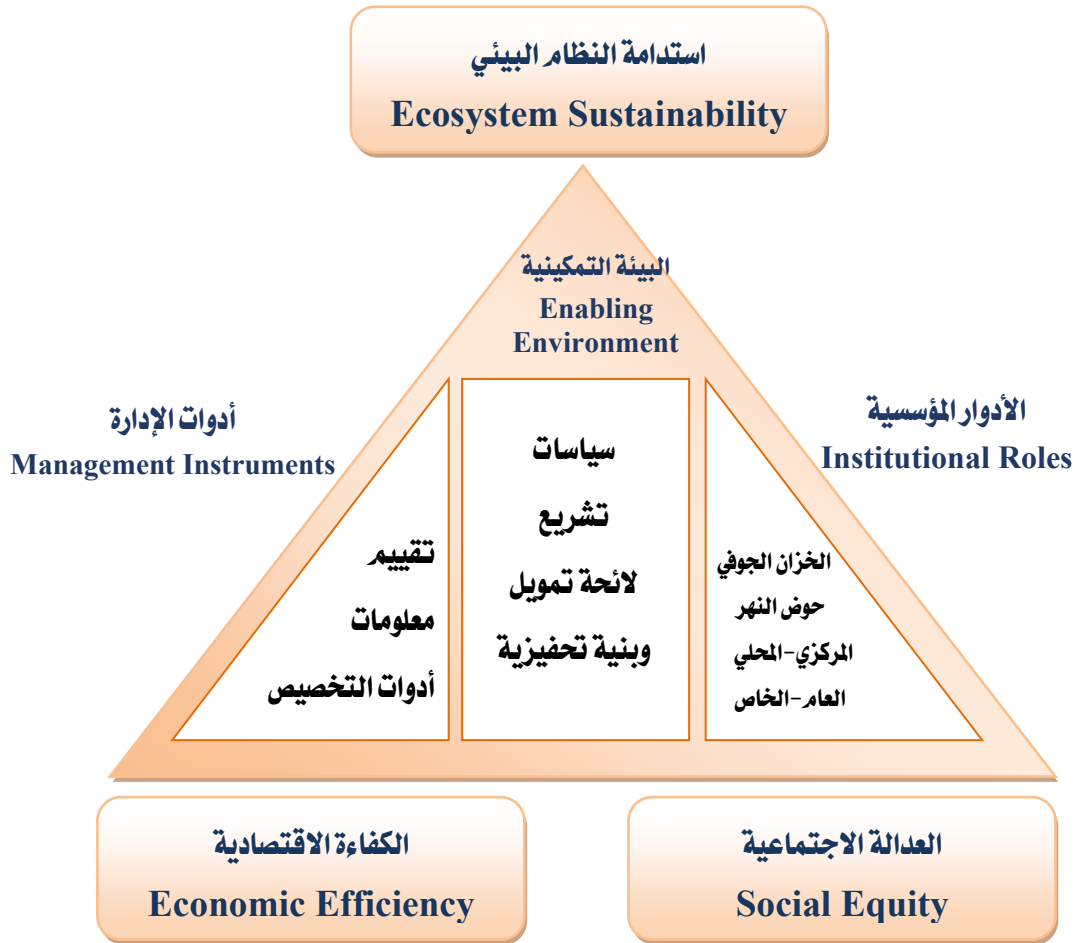 استدامة النظام البيئي
Ecosystem Sustainability
البيئة التمكينية
Enabling
Environment
الأدوار المؤسسية
Institutional Roles
أدوات الإدارة
Management Instruments
الخزان الجوفي
حوض النهر
المركزي-المحلي
العام-الخاص
سياسات
تشريع
لائحة تمويل
وبنية تحفيزية
تقييم
معلومات
أدوات التخصيص
العدالة الاجتماعية
Social Equity
الكفاءة الاقتصادية
Economic Efficiency